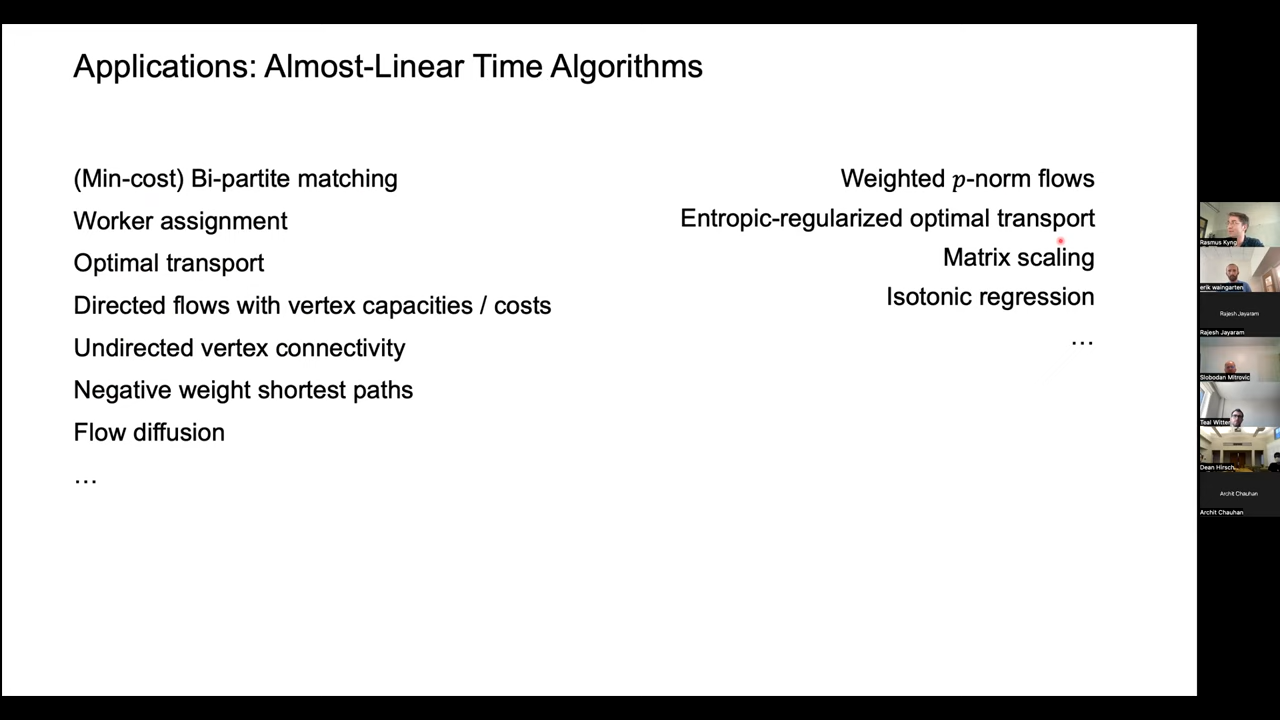 Applications: Almost-Linear Time Algorithms
(Min-cost) Bi-partite matching
Worker assignment
Optimal transport
Directed flows with vertex capacities / costs
Undirected vertex connectivity
Negative weight shortest paths
Flow diffusion
…
Weighted p-norm flows
Entropic-regularized optimal transport
Matrix scaling
Isotonic regression
…
Rasmus Kyng
erik waingarten
Rajesh Jayaram
Rajesh Jayaram
Slobodan Mitrovic
Teal Witter
Dean Hirsch
Archit Chauhan
Archit Chauhan